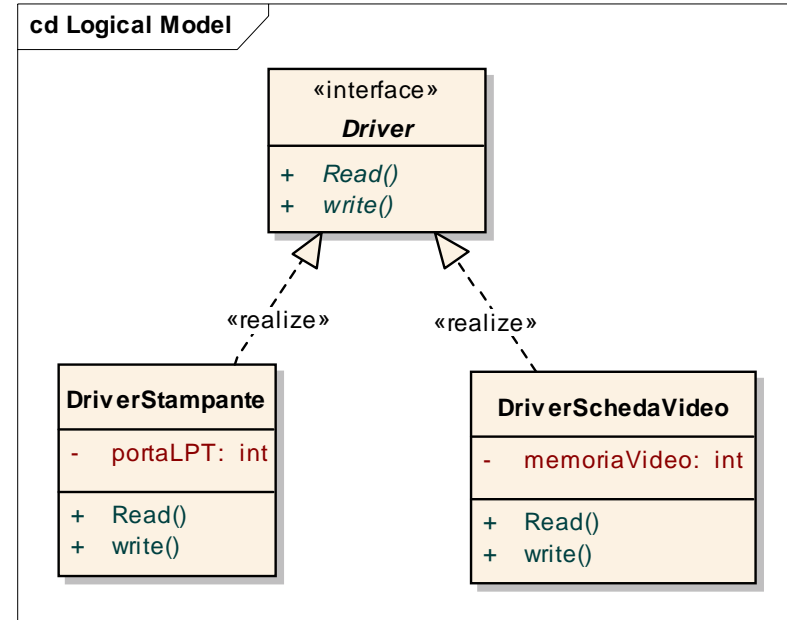 cd Logical Model
«interface»
Driver
+ Read()
+ write()
«realize»
«realize»
DriverStampante
- portaLPT: int
+ Read()
+ write()
DriverSchedaVideo
- memoriaVideo: int
+ Read()
+ write()